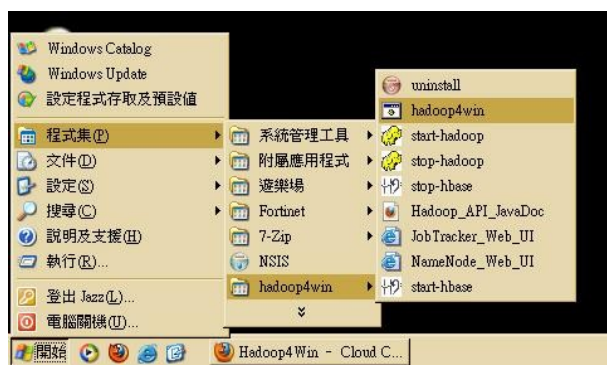 Windows Catalog
Windows Update
設定程式存取及預設值
程式集(P)
文件(D)
設定(S)
搜尋(C)
說明及支援(H)
執行(R)...
登出 Jazz(L)...
電腦關機(U)...
系統管理工具
附屬應用程式
遊樂場
Fortinet
7-Zip
NSIS
hadoop4win
uninstall
hadoop4win
start-hadoop
stop-hadoop
stop-hbase
Hadoop_API_JavaDoc
JobTracker_Web_UI
NameNode_Web_UI
start-hbase
開始
Hadoop4Win - Cloud C...